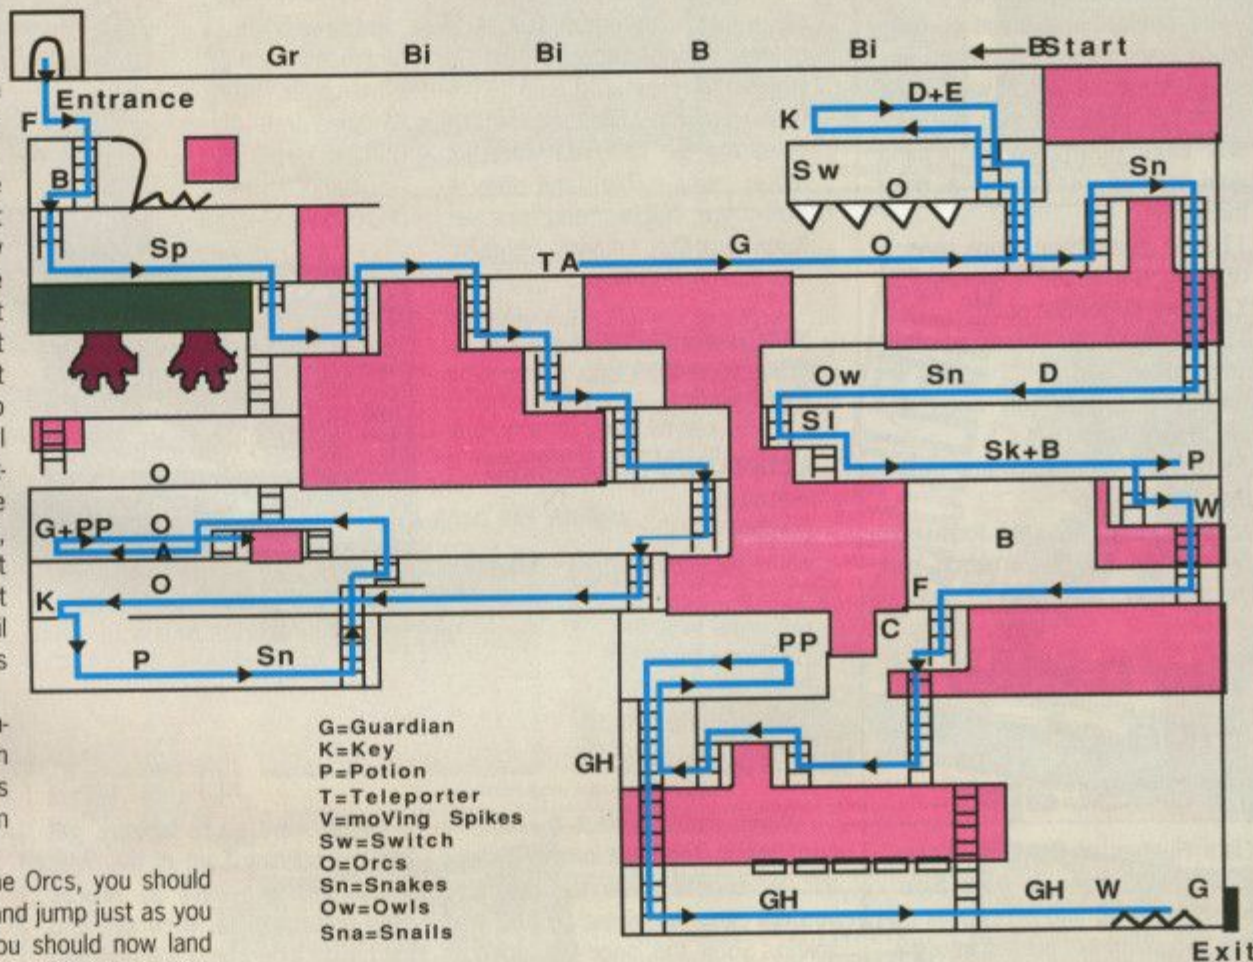 Gr Bi Bi B Bi BStart
Entrance
D+E
F
K
B
Sw
O
Sn
Sp
T A
G
O
Ow Sn D
Sl
Sk+B
P
O
W
G+PP
O
A
B
O
K
F
P
Sn
PP
C
G=Guardian
K=Key
P=Potion
T=Teleporter
V=moVing Spikes
Sw=Switch
O=Orcs
Sn=Snakes
Ow=Owls
Sna=Snails
GH
GH
GH W G
Exit
ne Orcs, you should
and jump just as you
ou should now land